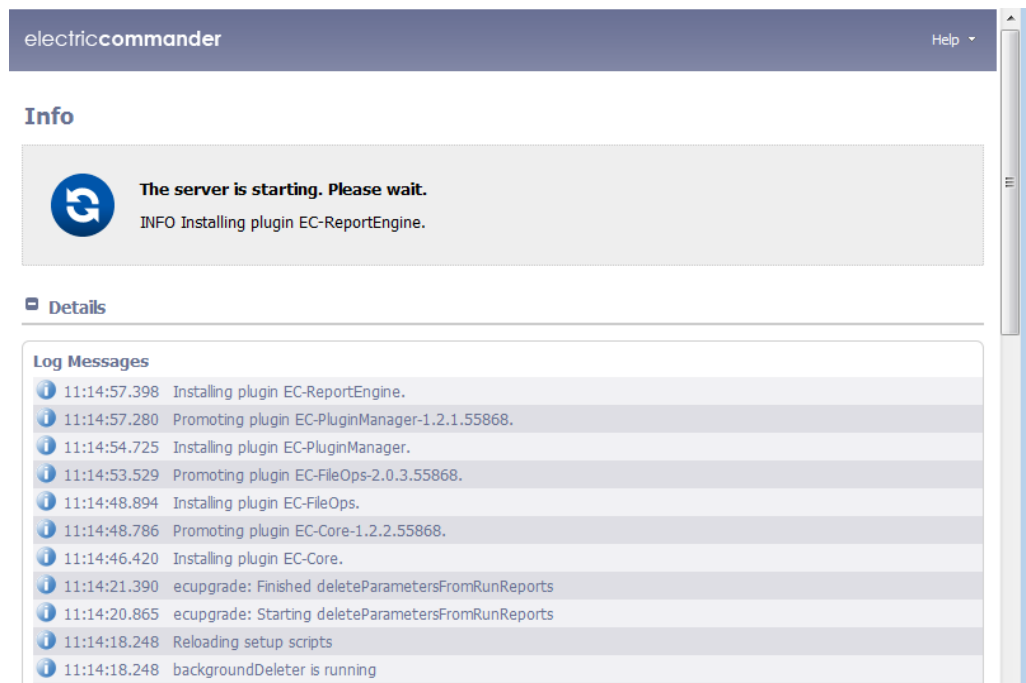 electriccommander
Help
Info
The server is starting. Please wait.
INFO Installing plugin EC-ReportEngine.
Details
Log Messages
11:14:57.398 Installing plugin EC-ReportEngine.
11:14:57.280 Promoting plugin EC-PluginManager-1.2.1.55868.
11:14:54.725 Installing plugin EC-PluginManager.
11:14:53.529 Promoting plugin EC-FileOps-2.0.3.55868.
11:14:48.894 Installing plugin EC-FileOps.
11:14:48.786 Promoting plugin EC-Core-1.2.2.55868.
11:14:46.420 Installing plugin EC-Core.
11:14:21.390 ecupgrade: Finished deleteParametersFromRunReports
11:14:20.865 ecupgrade: Starting deleteParametersFromRunReports
11:14:18.248 Reloading setup scripts
11:14:18.248 backgroundDeleter is running